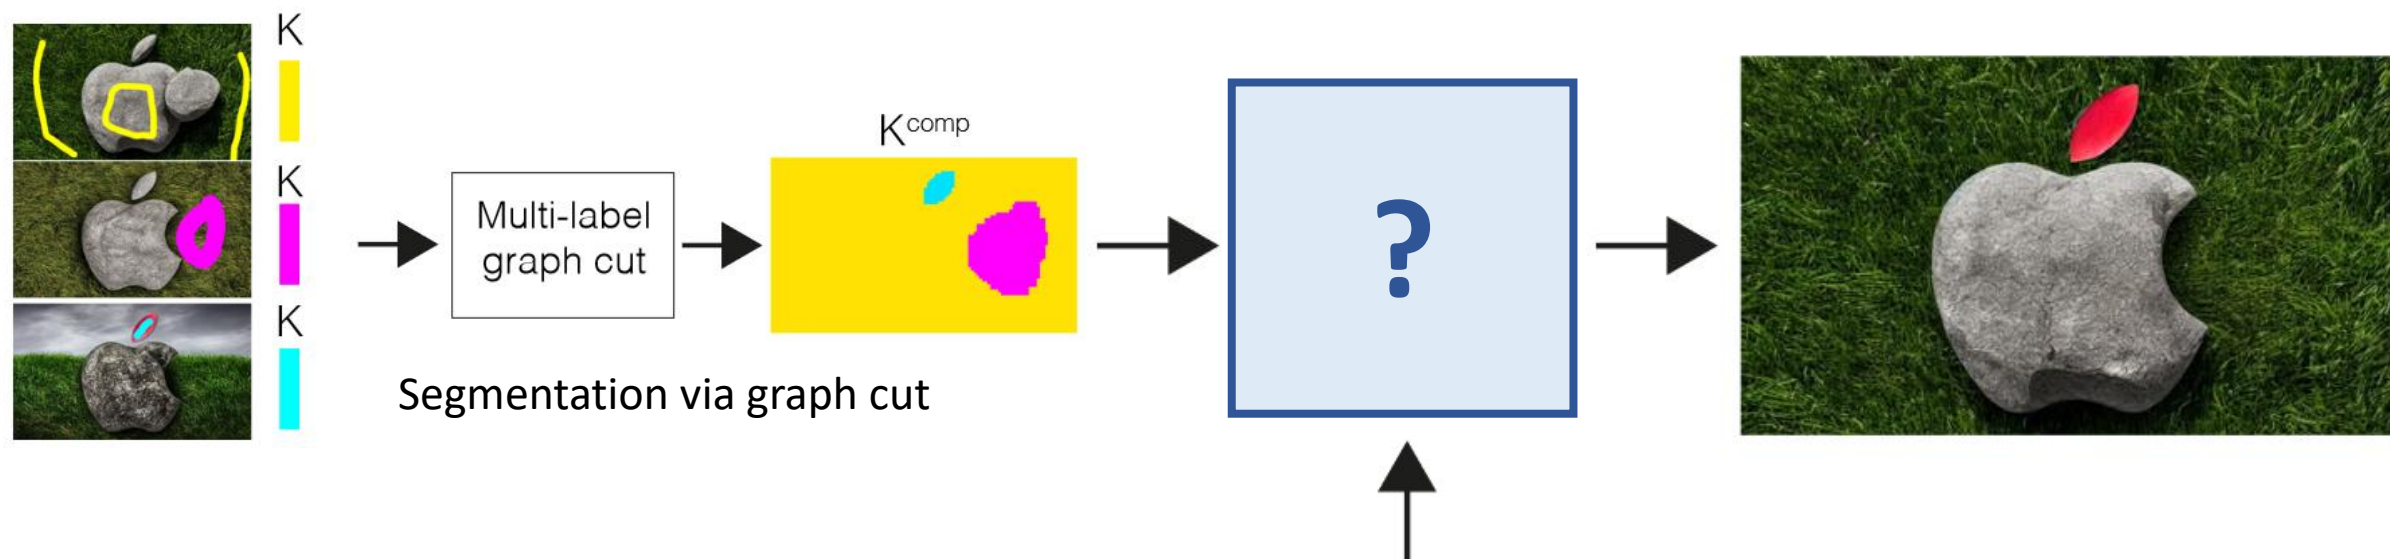 K
K
K
Multi-label
graph cut
K^comp
?
Segmentation via graph cut